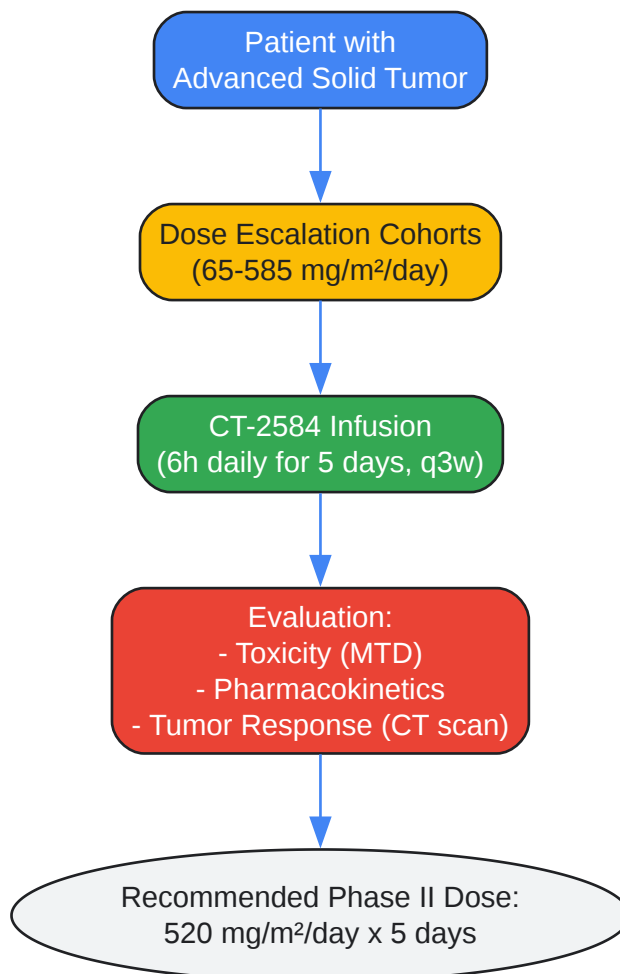 Patient with
Advanced Solid Tumor
Dose Escalation Cohorts
(65-585 mg/m²/day)
CT-2584 Infusion
(6h daily for 5 days, q3w)
Evaluation:
- Toxicity (MTD)
- Pharmacokinetics
- Tumor Response (CT scan)
Recommended Phase II Dose:
520 mg/m²/day x 5 days